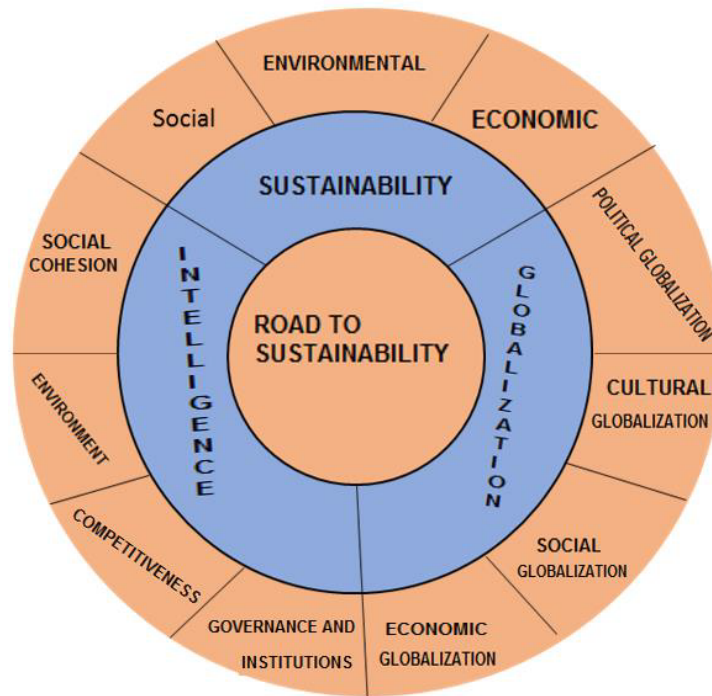 ENVIRONMENTAL
Social
ECONOMIC
SUSTAINABILITY
POLITICAL GLOBALIZATION
SOCIAL
COHESION
INTELLIGENCE
GLOBALIZATION
ROAD TO
SUSTAINABILITY
CULTURAL
GLOBALIZATION
ENVIRONMENT
COMPETITIVENESS
SOCIAL
GLOBALIZATION
GOVERNANCE AND
INSTITUTIONS
ECONOMIC
GLOBALIZATION